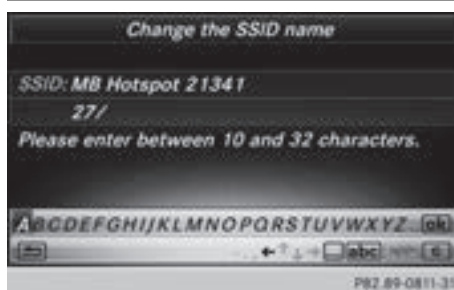 Change the SSID name
SSID: MB Hotspot 21341
27/
Please enter between 10 and 32 characters.
ABCDEFGHIJKLMNOPQRSTUVWXYZ ok
abc
P82.89-0811-31